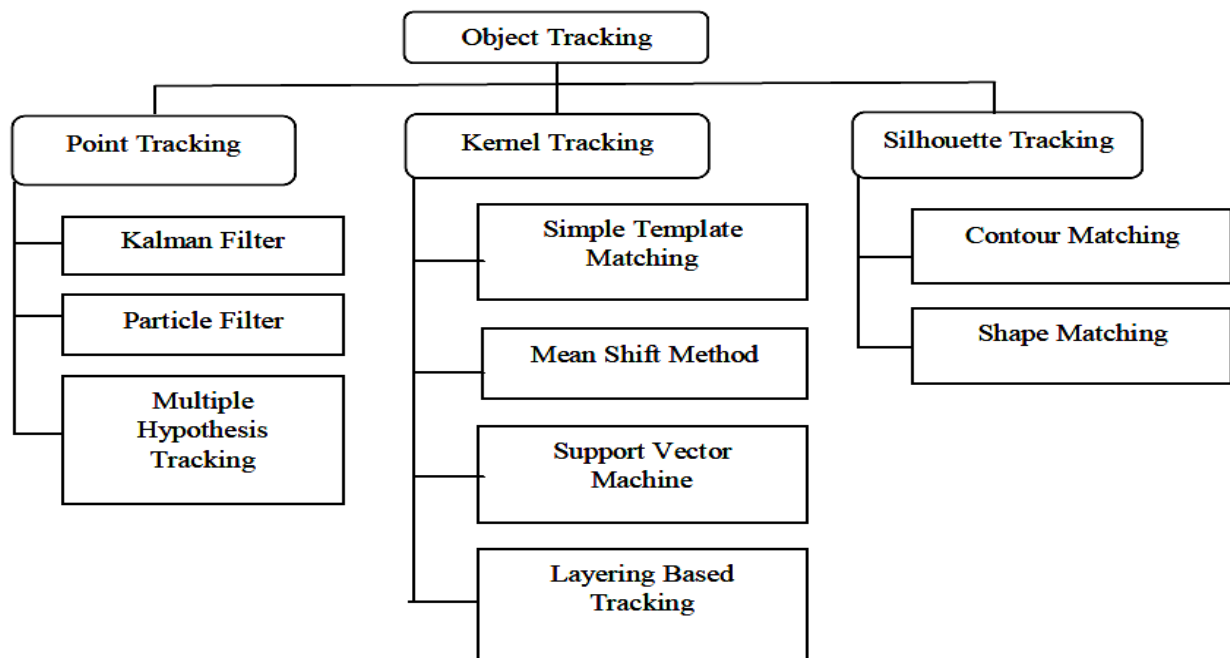 Object Tracking
Point Tracking
Kernel Tracking
Silhouette Tracking
Kalman Filter
Particle Filter
Multiple
Hypothesis
Tracking
Simple Template
Matching
Mean Shift Method
Support Vector
Machine
Layering Based
Tracking
Contour Matching
Shape Matching